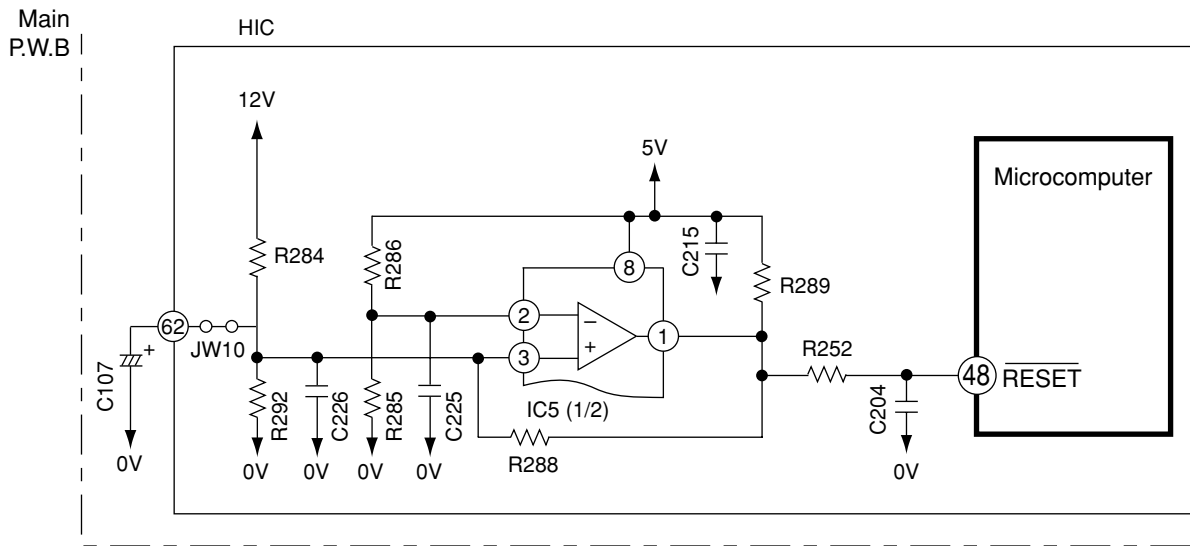 Main
P.W.B
HIC
12V
5V
Microcomputer
R284
R286
8
C215
R289
62
JW10
2
−
1
3
+
R252
48
RESET
C107
+
R292
C226
R285
C225
IC5 (1/2)
C204
R288
0V
0V
0V
0V
0V
0V